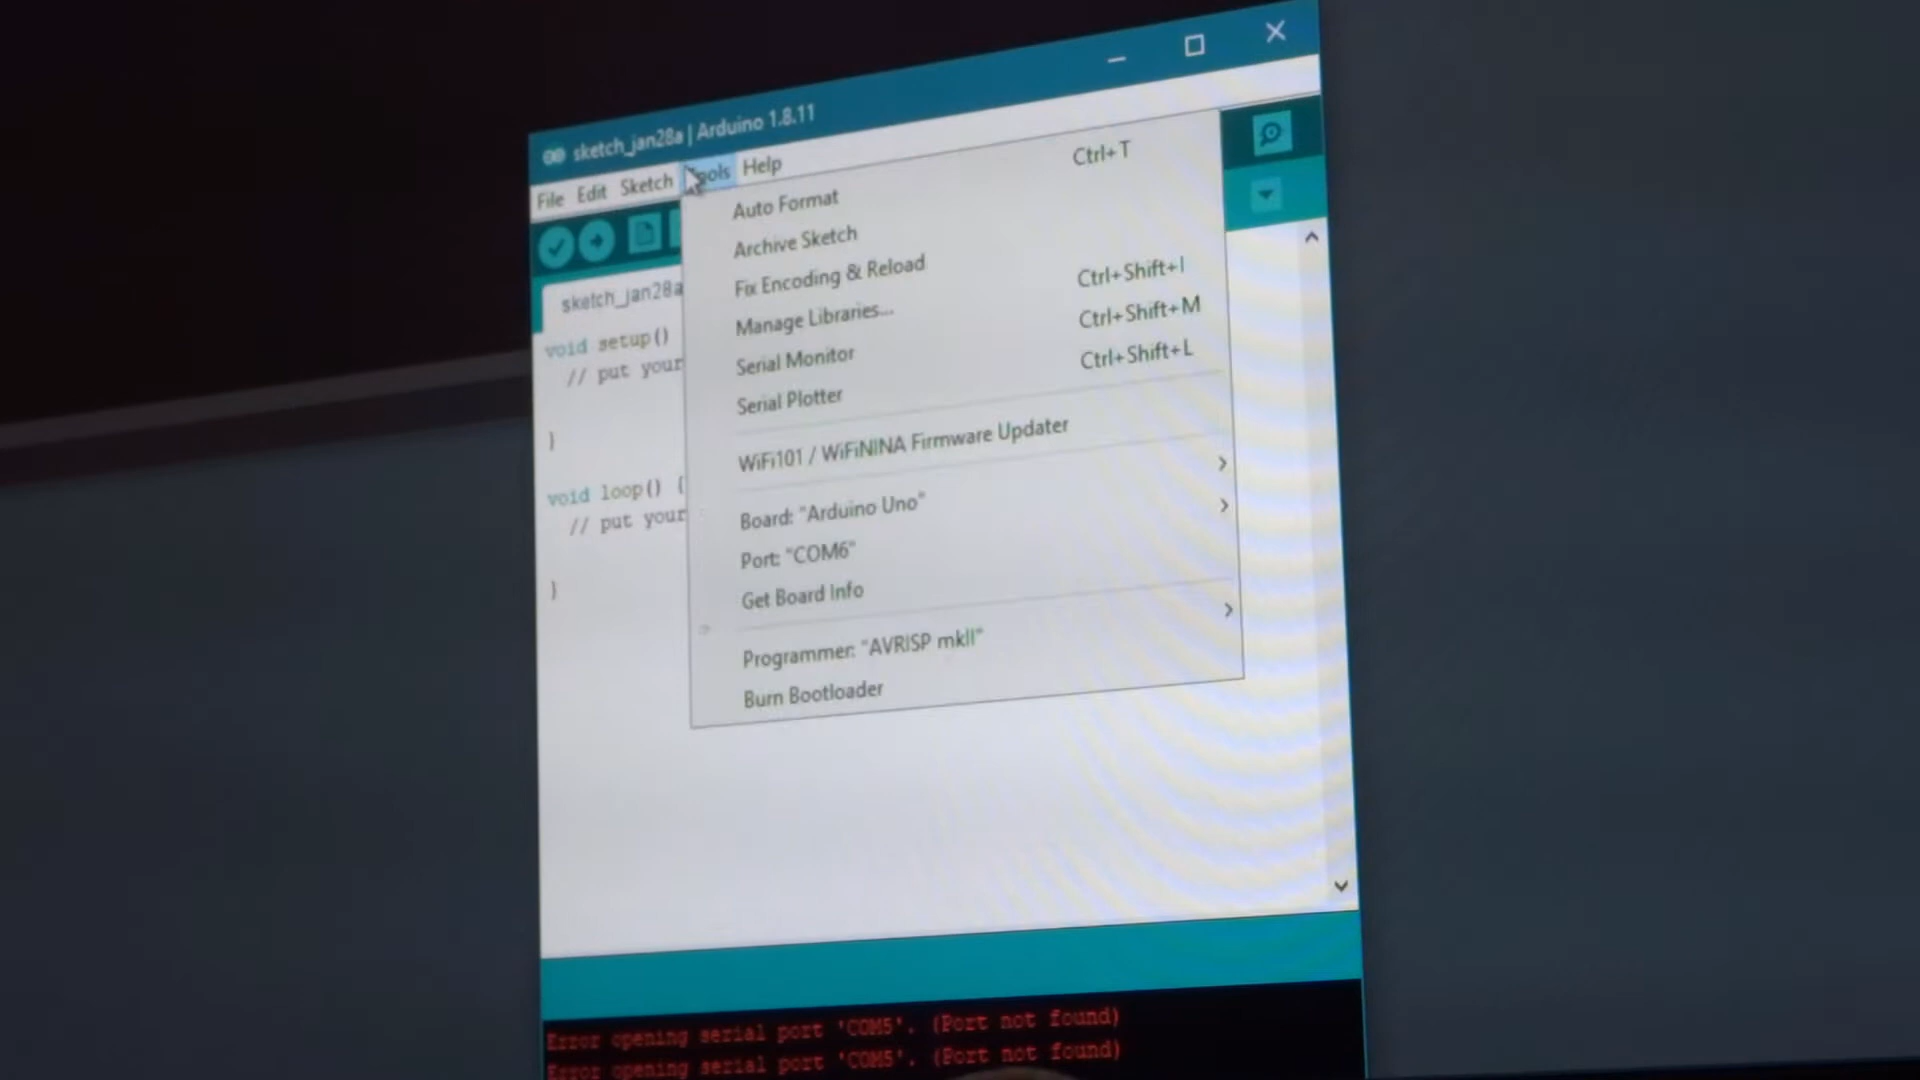 sketch_jan28a | Arduino 1.8.11
File Edit Sketch Tools Help
Auto Format Ctrl+T
Archive Sketch
Fix Encoding & Reload
Manage Libraries... Ctrl+Shift+I
Serial Monitor Ctrl+Shift+M
Serial Plotter Ctrl+Shift+L
WiFi101 / WiFiNINA Firmware Updater
Board: "Arduino Uno"
Port: "COM6"
Get Board Info
Programmer: "AVRISP mkII"
Burn Bootloader
sketch_jan28a
void setup()
// put your
}
void loop() {
// put your
}
Error opening serial port 'COM5'. (Port not found)
Error opening serial port 'COM5'. (Port not found)